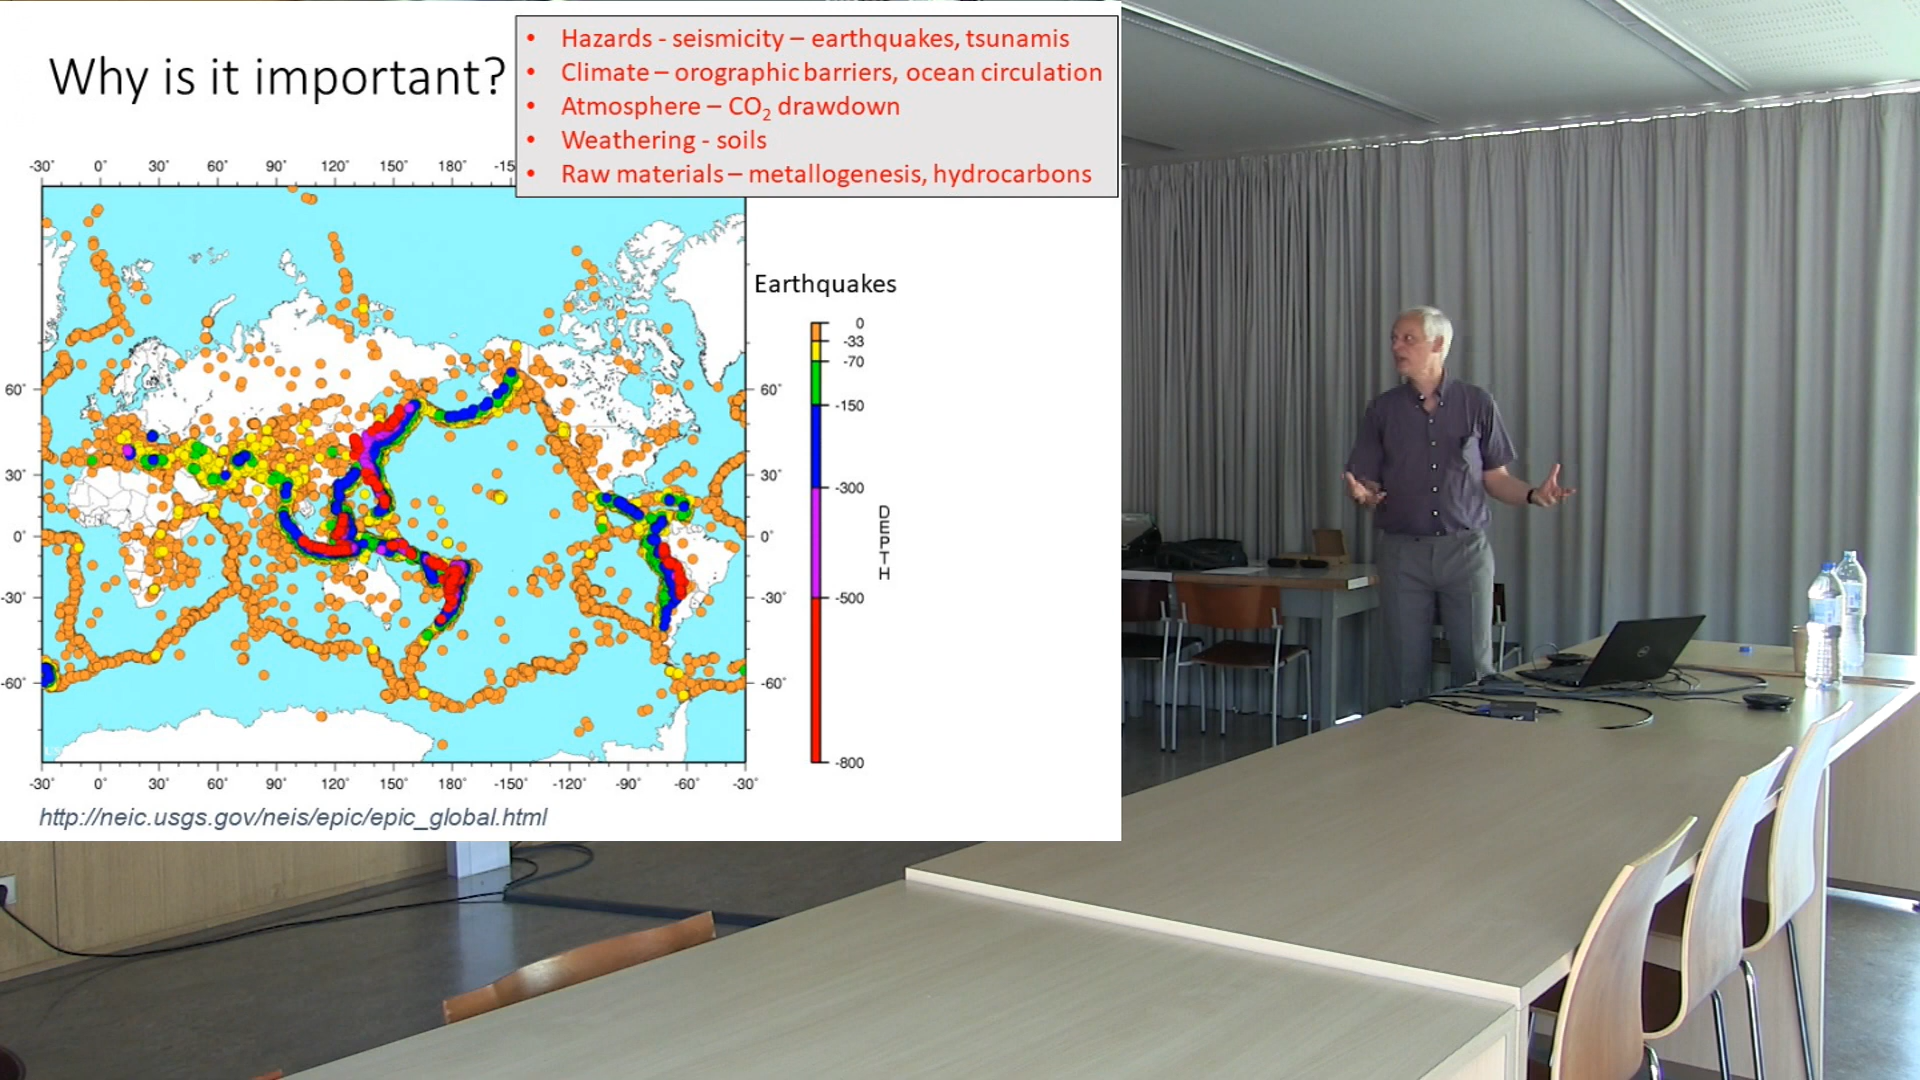 Why is it important?
• Hazards - seismicity – earthquakes, tsunamis
• Climate – orographic barriers, ocean circulation
• Atmosphere – CO2 drawdown
• Weathering - soils
• Raw materials – metallogenesis, hydrocarbons
-30° 0° 30° 60° 90° 120° 150° 180° -15
Earthquakes
0
-33
-70
-150
-300
-500
-800
DEPTH
60° 60°
30° 30°
0° 0°
-30° -30°
-60° -60°
-30° 0° 30° 60° 90° 120° 150° 180° -150° -120° -90° -60° -30°
http://neic.usgs.gov/neis/epic/epic_global.html
DELL